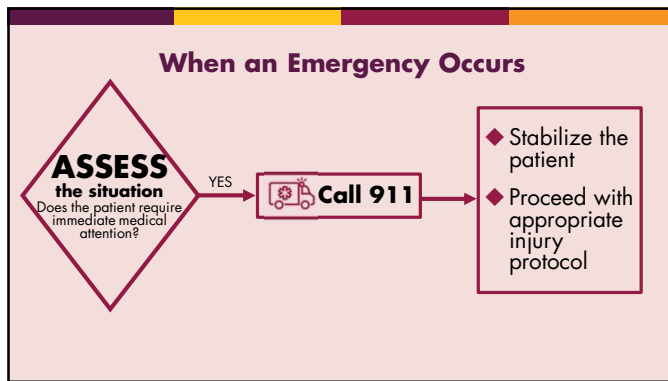 When an Emergency Occurs
ASSESS
the situation
Does the patient require
immediate medical
attention?
YES
Call 911
◆ Stabilize the
patient
◆ Proceed with
appropriate
injury
protocol